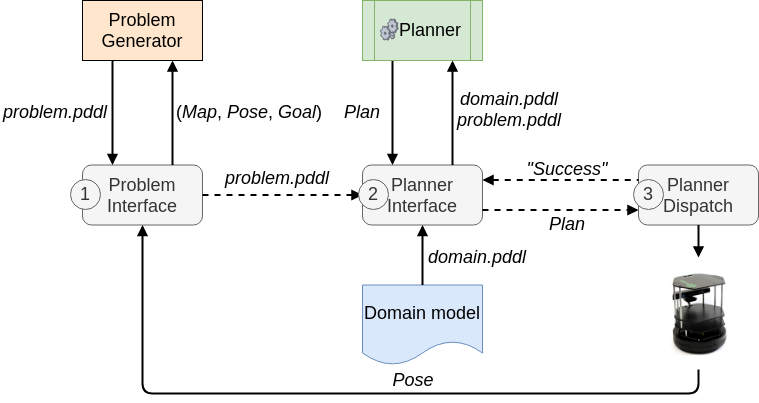 Problem
Generator
Planner
problem.pddl
(Map, Pose, Goal)
Plan
domain.pddl
problem.pddl
1
Problem
Interface
problem.pddl
2
Planner
Interface
"Success"
Plan
3
Planner
Dispatch
domain.pddl
Domain model
Pose